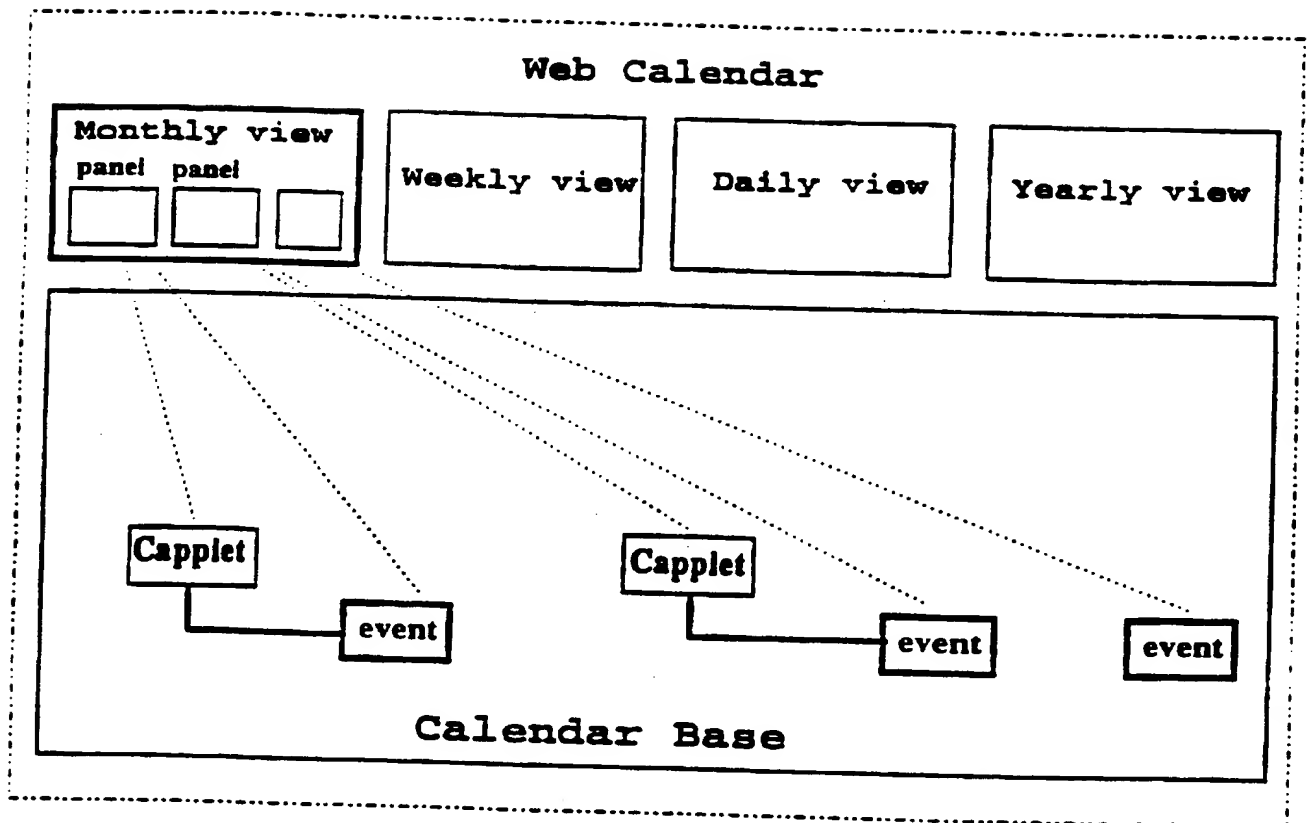 Web Calendar
Monthly view
panel panel
Weekly view
Daily view
Yearly view
Capplet
event
Capplet
event
event
Calendar Base